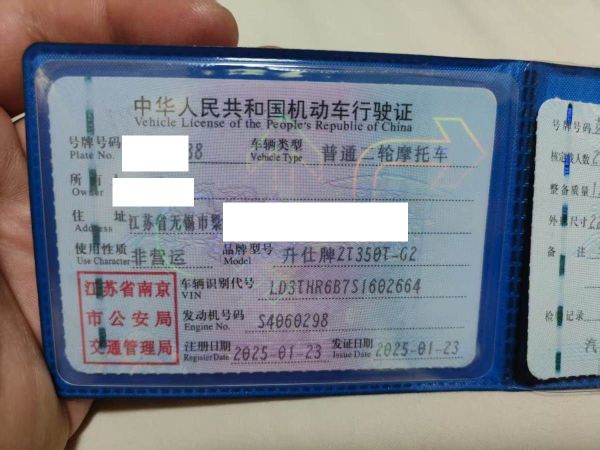 中华人民共和国机动车行驶证
Vehicle License of the People's Republic of China
号牌号码 88 车辆类型 普通二轮摩托车
Plate No. Vehicle Type
所 人
Owner
住 址 江苏省无锡市梁
Address
使用性质 非营运 品牌型号 升仕牌ZT350T-G2
Use Character Model
江苏省南京
市公安局
交通管理局
车辆识别代号 LD3THR6B7S1602664
VIN
发动机号码 S4060298
Engine No.
注册日期 2025-01-23 发证日期 2025-01-23
Register Date Issue Date
号牌号码
核定载人数
整备质量
外廓尺寸
备 注
检 记录
汽